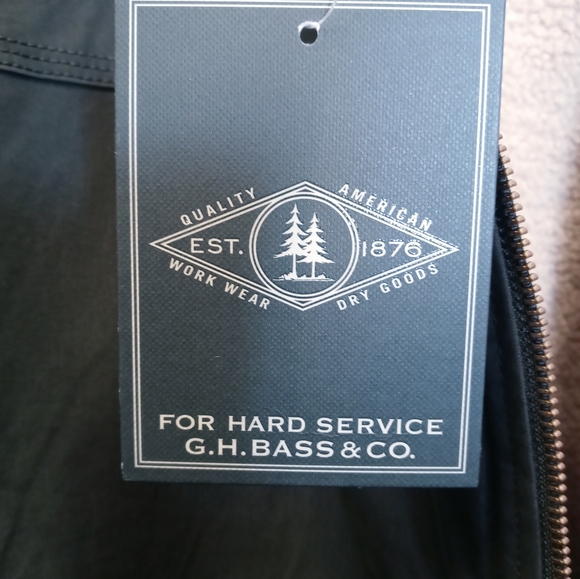 QUALITY AMERICAN
EST. 1876
WORK WEAR DRY GOODS
FOR HARD SERVICE
G.H.BASS & CO.